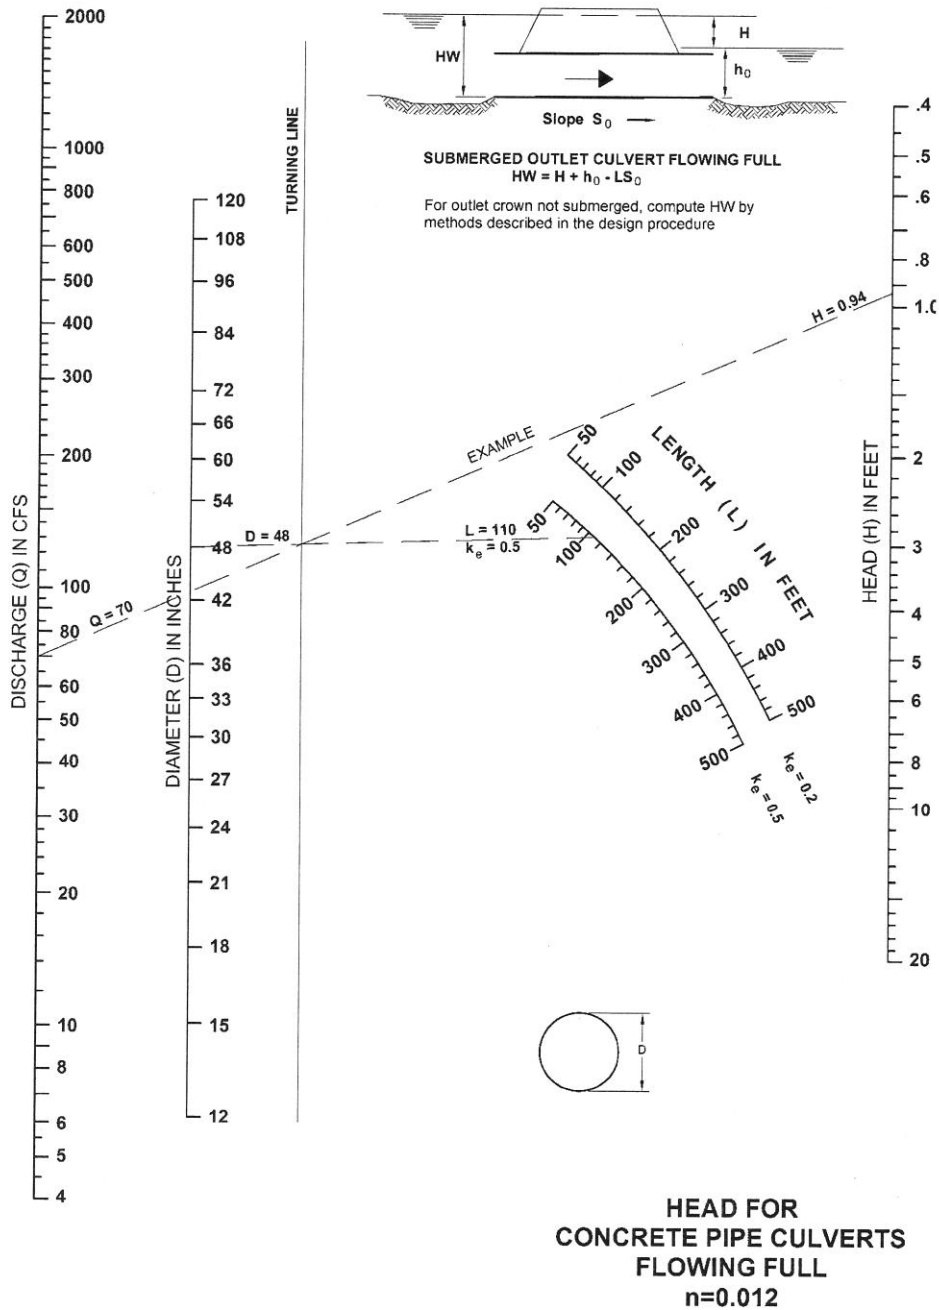 HW
H
h0
Slope S0
SUBMERGED OUTLET CULVERT FLOWING FULL
HW = H + h0 - LS0
For outlet crown not submerged, compute HW by
methods described in the design procedure
DISCHARGE (Q) IN CFS
2000
1000
800
600
500
400
300
200
100
80
60
50
40
30
20
10
8
6
5
4
Q = 70
DIAMETER (D) IN INCHES
120
108
96
84
72
66
60
54
48
42
36
33
30
27
24
21
18
15
12
TURNING LINE
D = 48
EXAMPLE
L = 110
ke = 0.5
H = 0.94
LENGTH (L) IN FEET
50
100
200
300
400
500
ke = 0.2
50
100
200
300
400
500
ke = 0.5
HEAD (H) IN FEET
.4
.5
.6
.8
1.0
2
3
4
5
6
8
10
20
D
HEAD FOR
CONCRETE PIPE CULVERTS
FLOWING FULL
n=0.012